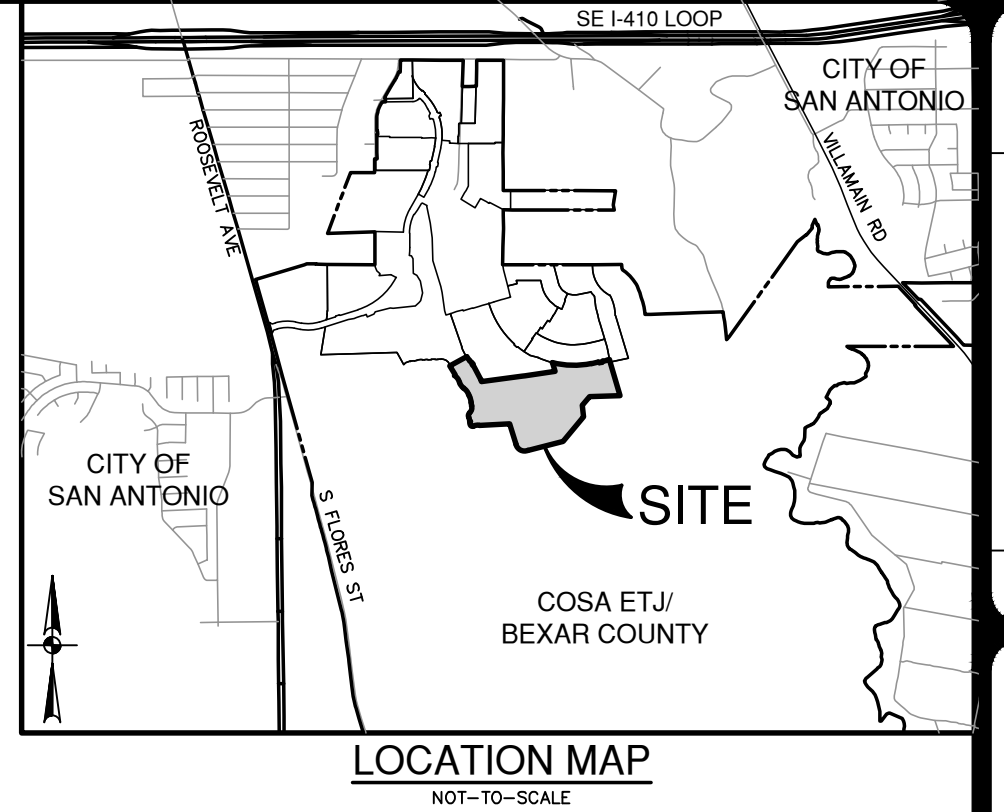 SE I-410 LOOP
CITY OF
SAN ANTONIO
ROOSEVELT AVE
VILLAMAIN RD
CITY OF
SAN ANTONIO
S FLORES ST
SITE
COSA ETJ/
BEXAR COUNTY
LOCATION MAP
NOT-TO-SCALE